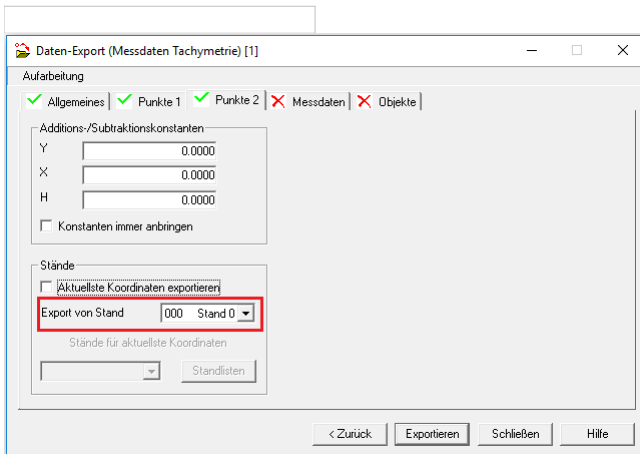 Daten-Export (Messdaten Tachymetrie) [1]
Aufarbeitung
Allgemeines Punkte 1 Punkte 2 Messdaten Objekte
Additions-/Subtraktionskonstanten
Y 0.0000
X 0.0000
H 0.0000
Konstanten immer anbringen
Stände
Aktuellste Koordinaten exportieren
Export von Stand 000 Stand 0
Stände für aktuellste Koordinaten
Standlisten
< Zurück Exportieren Schließen Hilfe